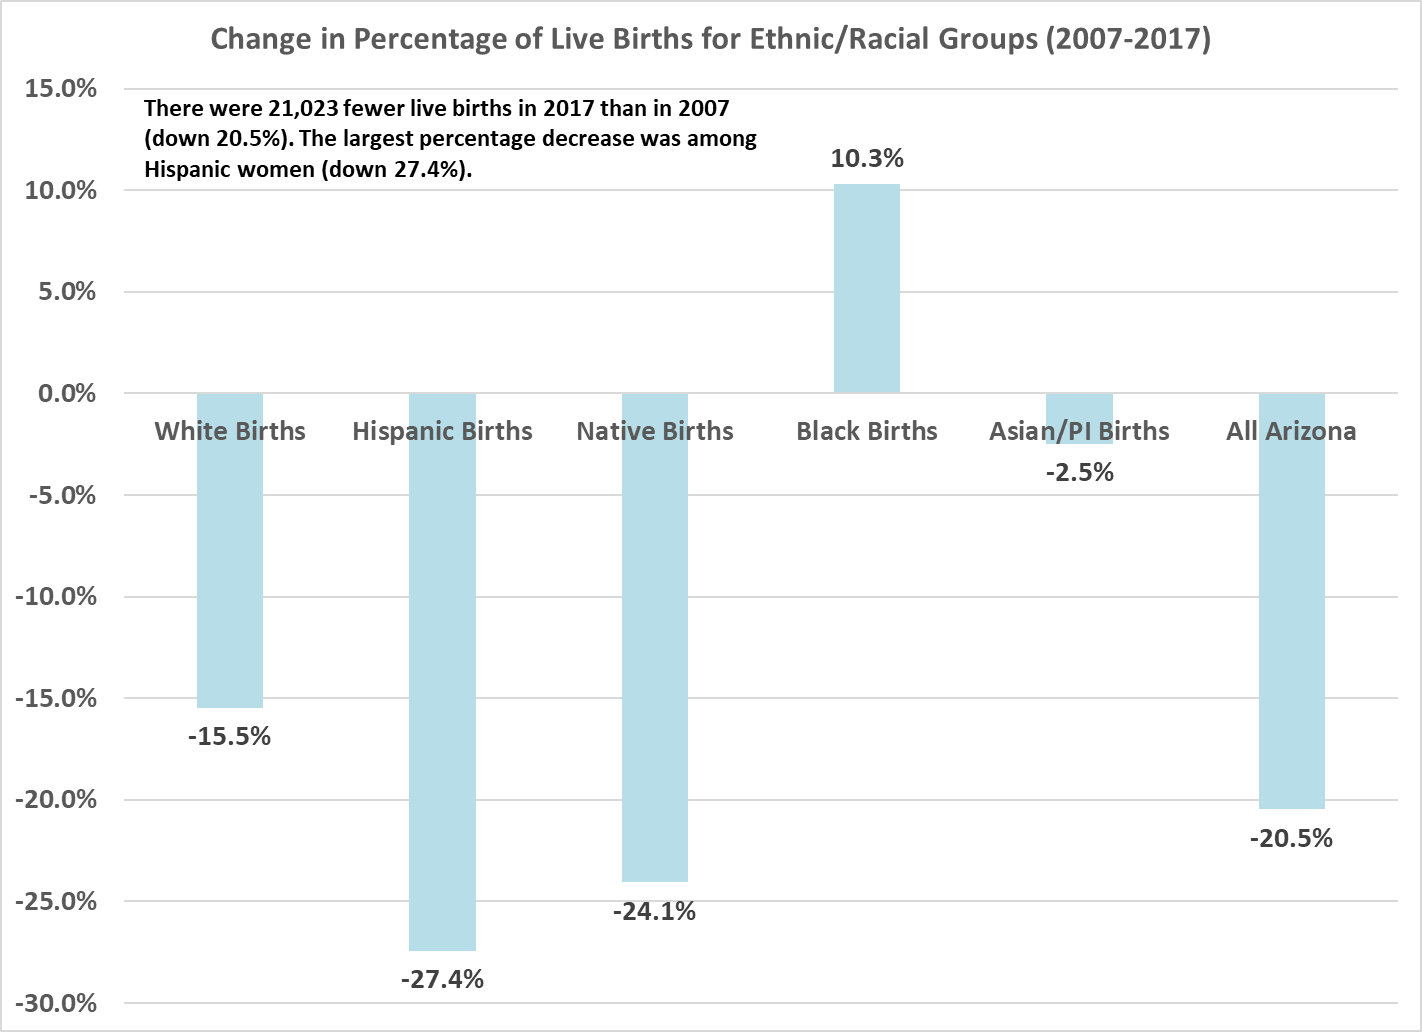 Change in Percentage of Live Births for Ethnic/Racial Groups (2007-2017)
15.0%
There were 21,023 fewer live births in 2017 than in 2007
(down 20.5%). The largest percentage decrease was among
Hispanic women (down 27.4%).
10.3%
10.0%
5.0%
0.0%
White Births
Hispanic Births
Native Births
Black Births
Asian/PI Births
All Arizona
-2.5%
-5.0%
-10.0%
-15.0%
-15.5%
-20.0%
-20.5%
-25.0%
-24.1%
-27.4%
-30.0%